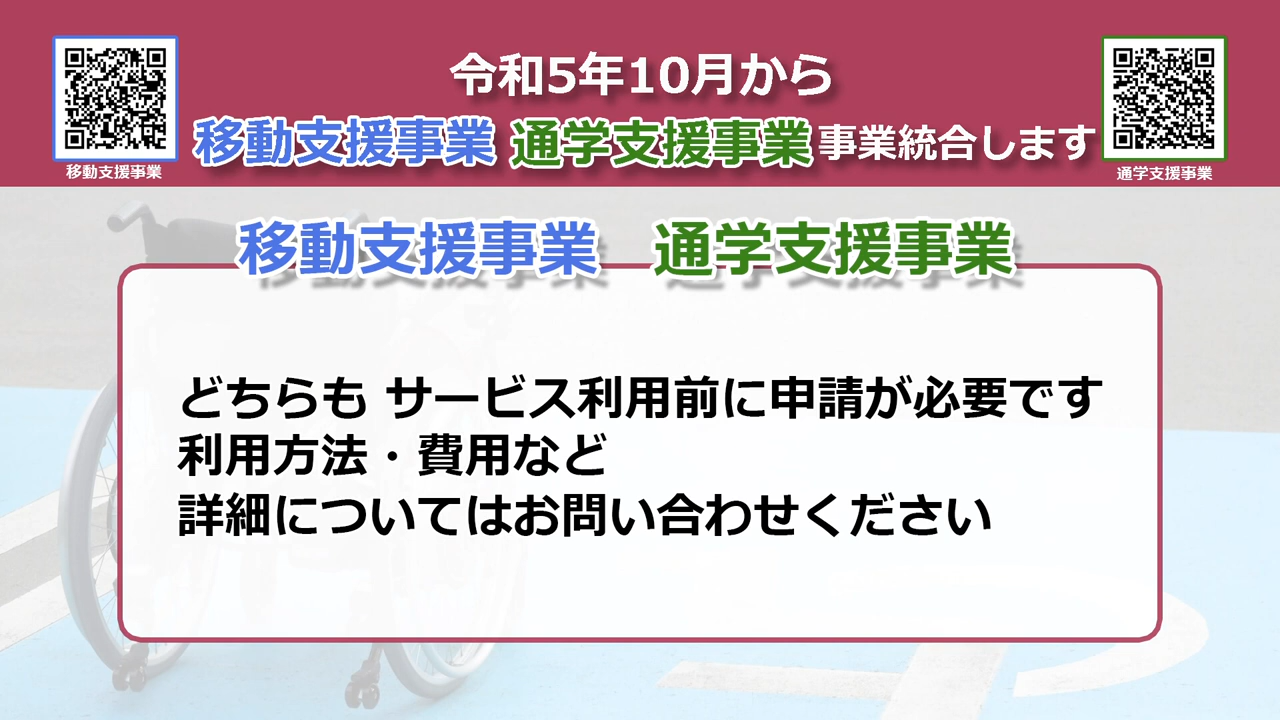 令和5年10月から
移動支援事業 通学支援事業 事業統合します
移動支援事業
通学支援事業
移動支援事業 通学支援事業
どちらも サービス利用前に申請が必要です
利用方法・費用など
詳細についてはお問い合わせください